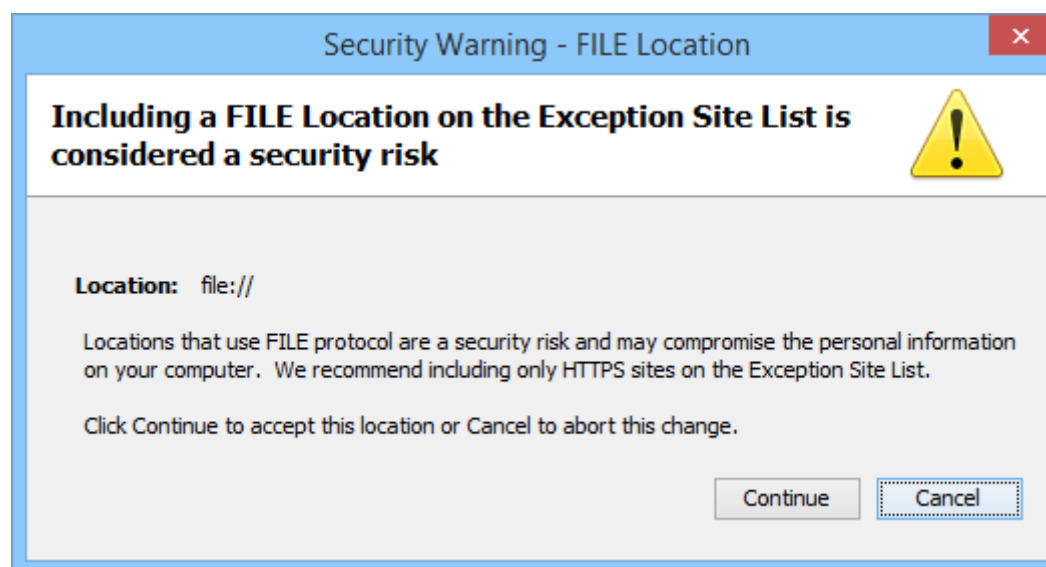 Security Warning - FILE Location
Including a FILE Location on the Exception Site List is
considered a security risk
Location: file://
Locations that use FILE protocol are a security risk and may compromise the personal information
on your computer. We recommend including only HTTPS sites on the Exception Site List.
Click Continue to accept this location or Cancel to abort this change.
Continue Cancel